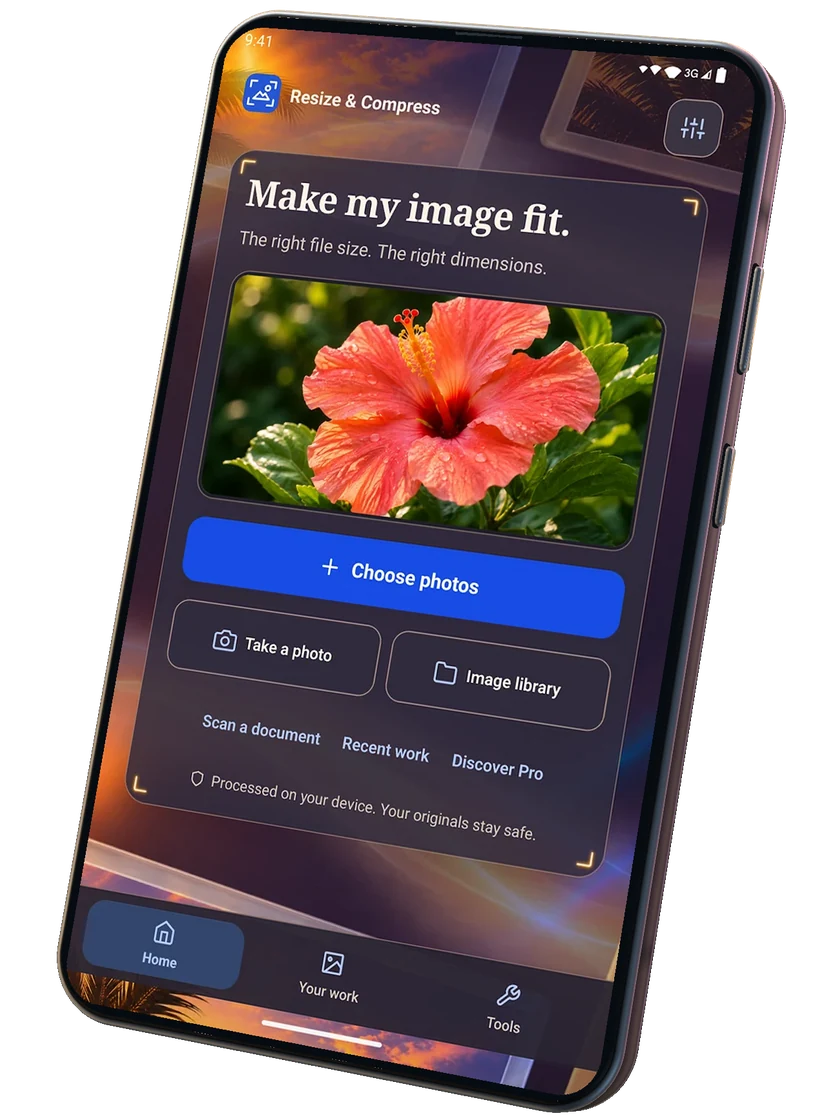 9:41
3G
Resize & Compress
Make my image fit.
The right file size. The right dimensions.
+ Choose photos
Take a photo
Image library
Scan a document
Recent work
Discover Pro
Processed on your device. Your originals stay safe.
Home
Your work
Tools